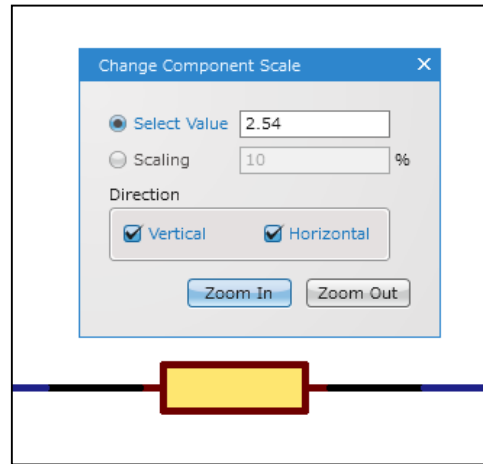 Change Component Scale
Select Value 2.54
Scaling 10 %
Direction
Vertical Horizontal
Zoom In Zoom Out